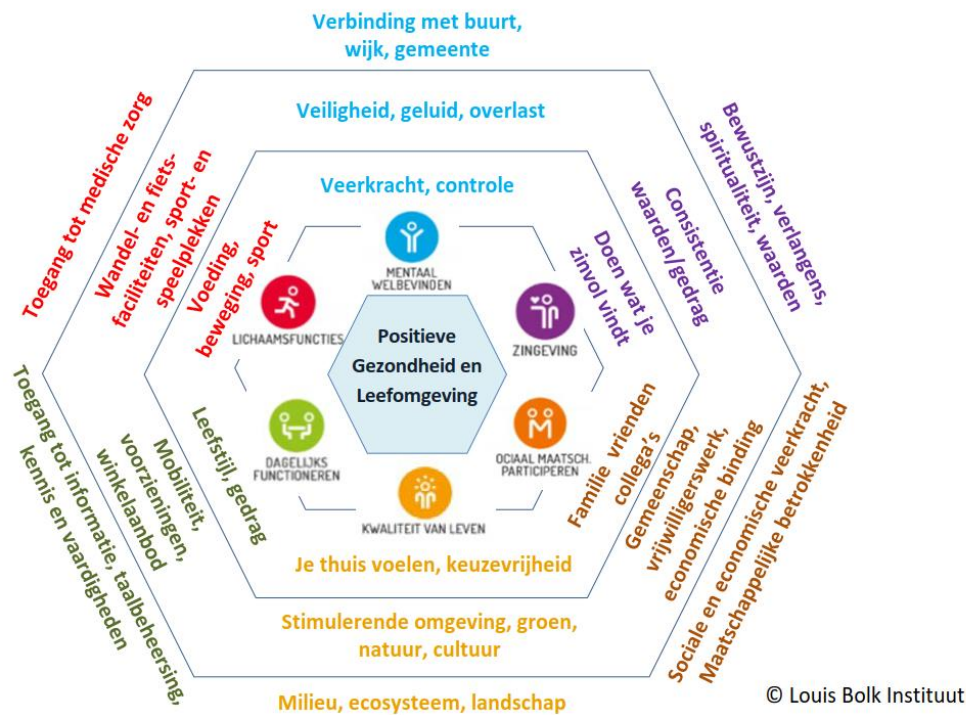 Verbinding met buurt,
wijk, gemeente
Veiligheid, geluid, overlast
Veerkracht, controle
MENTAAL
WELBEVINDEN
Toegang tot medische zorg
Wandel- en fiets-
faciliteiten, sport- en
speelplekken
Voeding,
beweging, sport
LICHAAMSFUNCTIES
Bewustzijn, verlangens,
spiritualiteit, waarden
Consistentie
waarden/gedrag
Doen wat je
zinvol vindt
ZINGEVING
Positieve
Gezondheid en
Leefomgeving
Toegang tot informatie, taalbeheersing,
kennis en vaardigheden
Mobiliteit,
voorzieningen,
winkelaanbod
Leefstijl, gedrag
DAGELIJKS
FUNCTIONEREN
OCIAAL MAATSCH.
PARTICIPEREN
Familie vrienden
collega's
Gemeenschap,
vrijwilligerswerk,
economische binding
Sociale en economische veerkracht,
Maatschappelijke betrokkenheid
KWALITEIT VAN LEVEN
Je thuis voelen, keuzevrijheid
Stimulerende omgeving, groen,
natuur, cultuur
Milieu, ecosysteem, landschap
© Louis Bolk Instituut